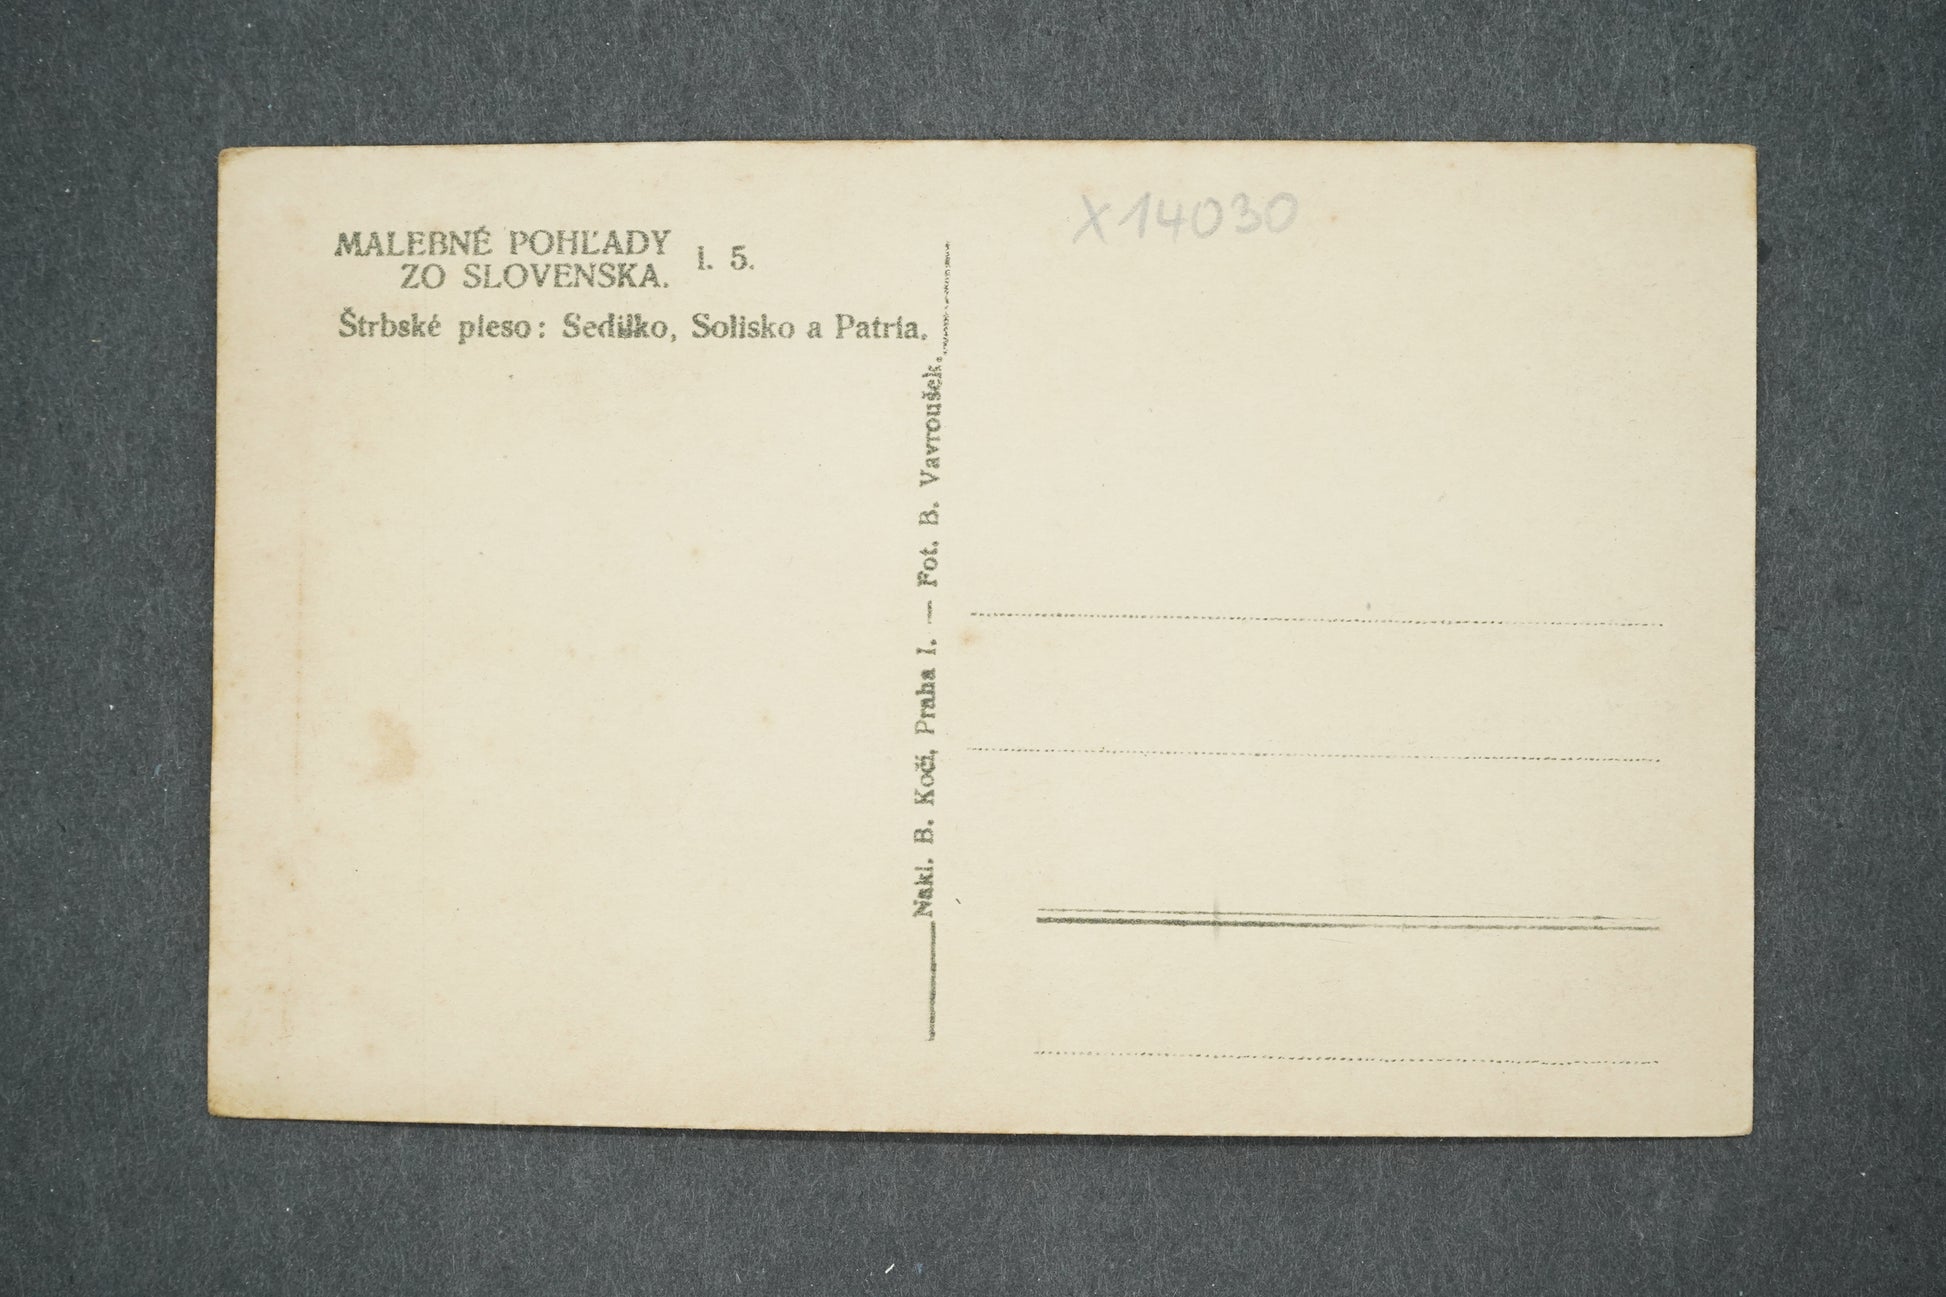 MALEBNÉ POHĽADY
ZO SLOVENSKA. I. 5.
Štrbské pleso: Sedilko, Solisko a Patria.
Nakl. B. Kočí, Praha I. — Fot. B. Vavroušek.
X14030